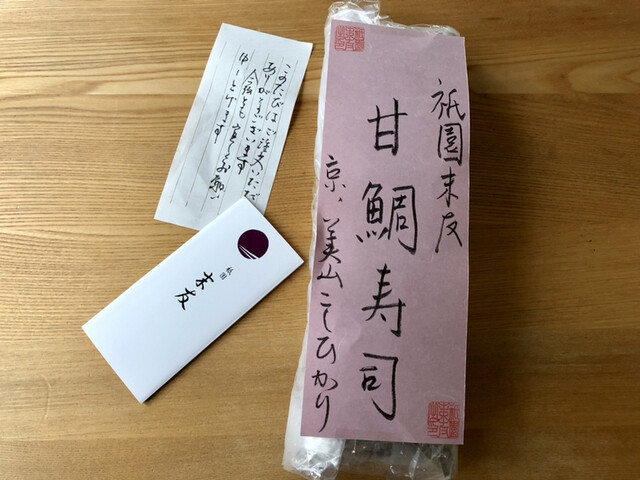 祇園末友
甘鯛寿司
京、美山こしひかり
このたびはご注文いただ
ありがとうございます
今後とも宜しくお願い
申し上げます
祇園
末友